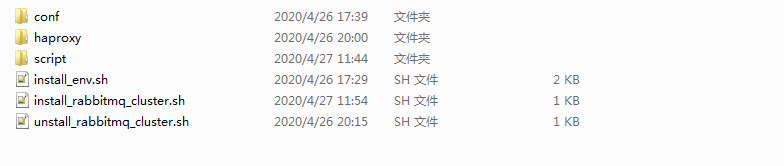 conf 2020/4/26 17:39 文件夹
haproxy 2020/4/26 20:00 文件夹
script 2020/4/27 11:44 文件夹
install_env.sh 2020/4/26 17:29 SH 文件 2 KB
install_rabbitmq_cluster.sh 2020/4/27 11:54 SH 文件 1 KB
unstall_rabbitmq_cluster.sh 2020/4/26 20:15 SH 文件 1 KB